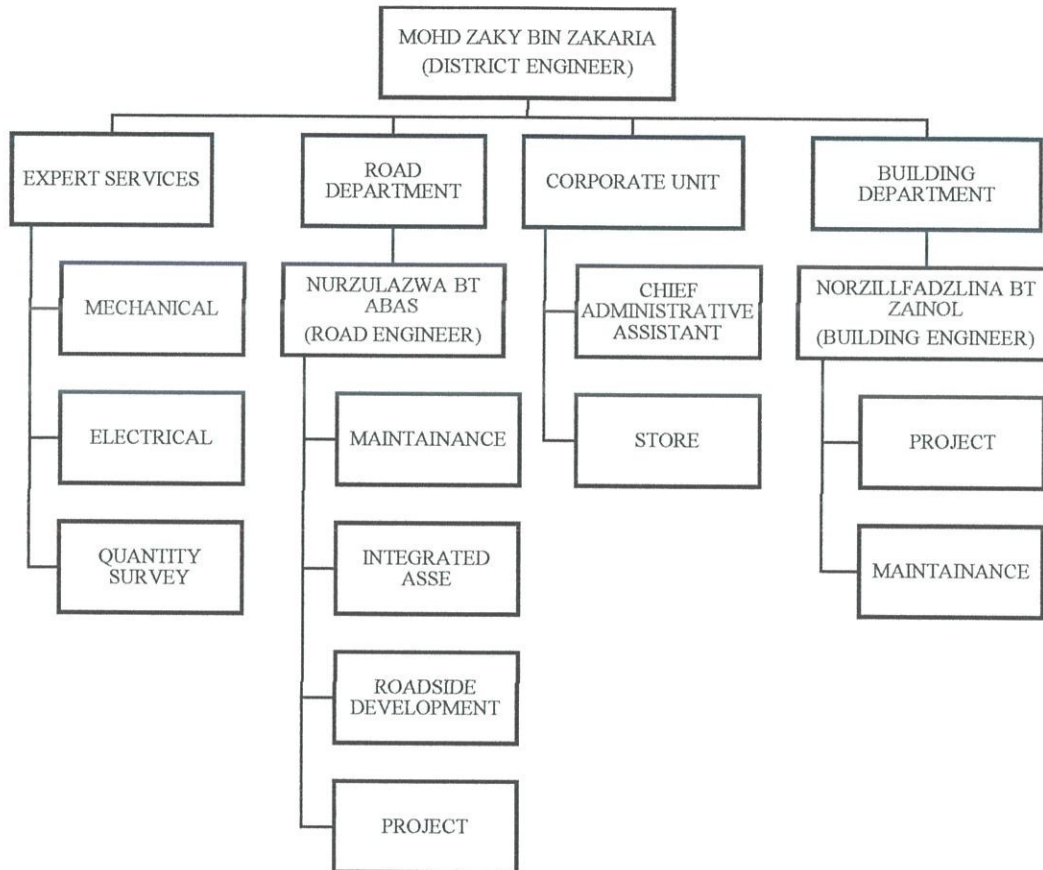 MOHD ZAKY BIN ZAKARIA
(DISTRICT ENGINEER)
EXPERT SERVICES
MECHANICAL
ELECTRICAL
QUANTITY
SURVEY
ROAD
DEPARTMENT
NURZULAZWA BT
ABAS
(ROAD ENGINEER)
MAINTAINANCE
INTEGRATED
ASSE
ROADSIDE
DEVELOPMENT
PROJECT
CORPORATE UNIT
CHIEF
ADMINISTRATIVE
ASSISTANT
STORE
BUILDING
DEPARTMENT
NORZILLFADZLINA BT
ZAINOL
(BUILDING ENGINEER)
PROJECT
MAINTAINANCE